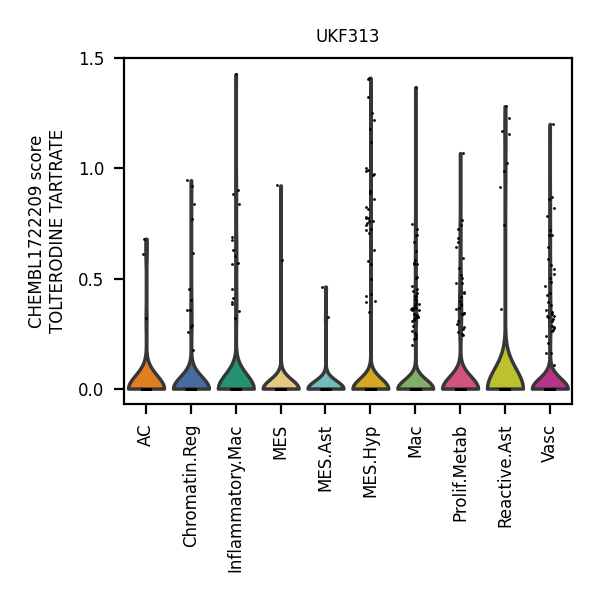 UKF313
CHEMBL1722209 score
TOLTERODINE TARTRATE
1.5
1.0
0.5
0.0
AC
Chromatin.Reg
Inflammatory.Mac
MES
MES.Ast
MES.Hyp
Mac
Prolif.Metab
Reactive.Ast
Vasc